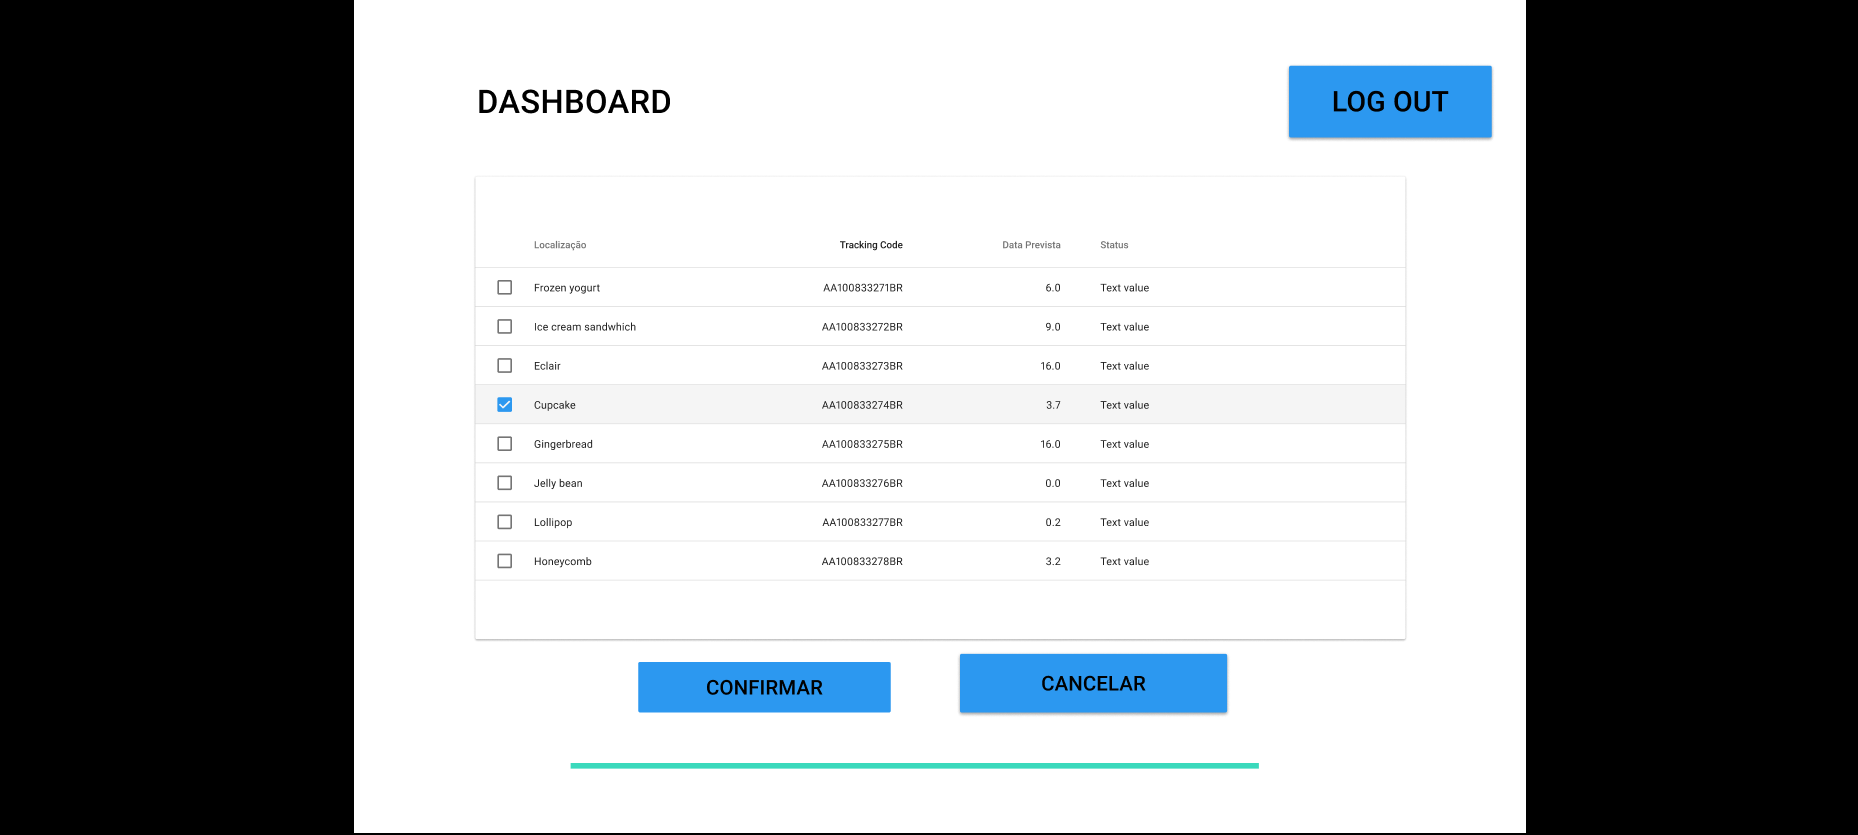 DASHBOARD
LOG OUT
Localização Tracking Code Data Prevista Status
Frozen yogurt AA100833271BR 6.0 Text value
Ice cream sandwhich AA100833272BR 9.0 Text value
Eclair AA100833273BR 16.0 Text value
Cupcake AA100833274BR 3.7 Text value
Gingerbread AA100833275BR 16.0 Text value
Jelly bean AA100833276BR 0.0 Text value
Lollipop AA100833277BR 0.2 Text value
Honeycomb AA100833278BR 3.2 Text value
CONFIRMAR
CANCELAR